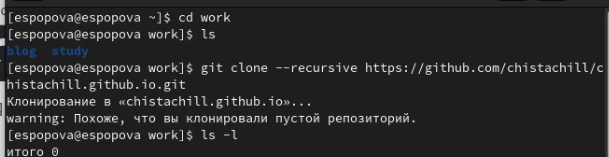 [espopova@espopova ~]$ cd work
[espopova@espopova work]$ ls
blog study
[espopova@espopova work]$ git clone --recursive https://github.com/chistachill/c
histachill.github.io.git
Клонирование в «chistachill.github.io»...
warning: Похоже, что вы клонировали пустой репозиторий.
[espopova@espopova work]$ ls -l
итого 0